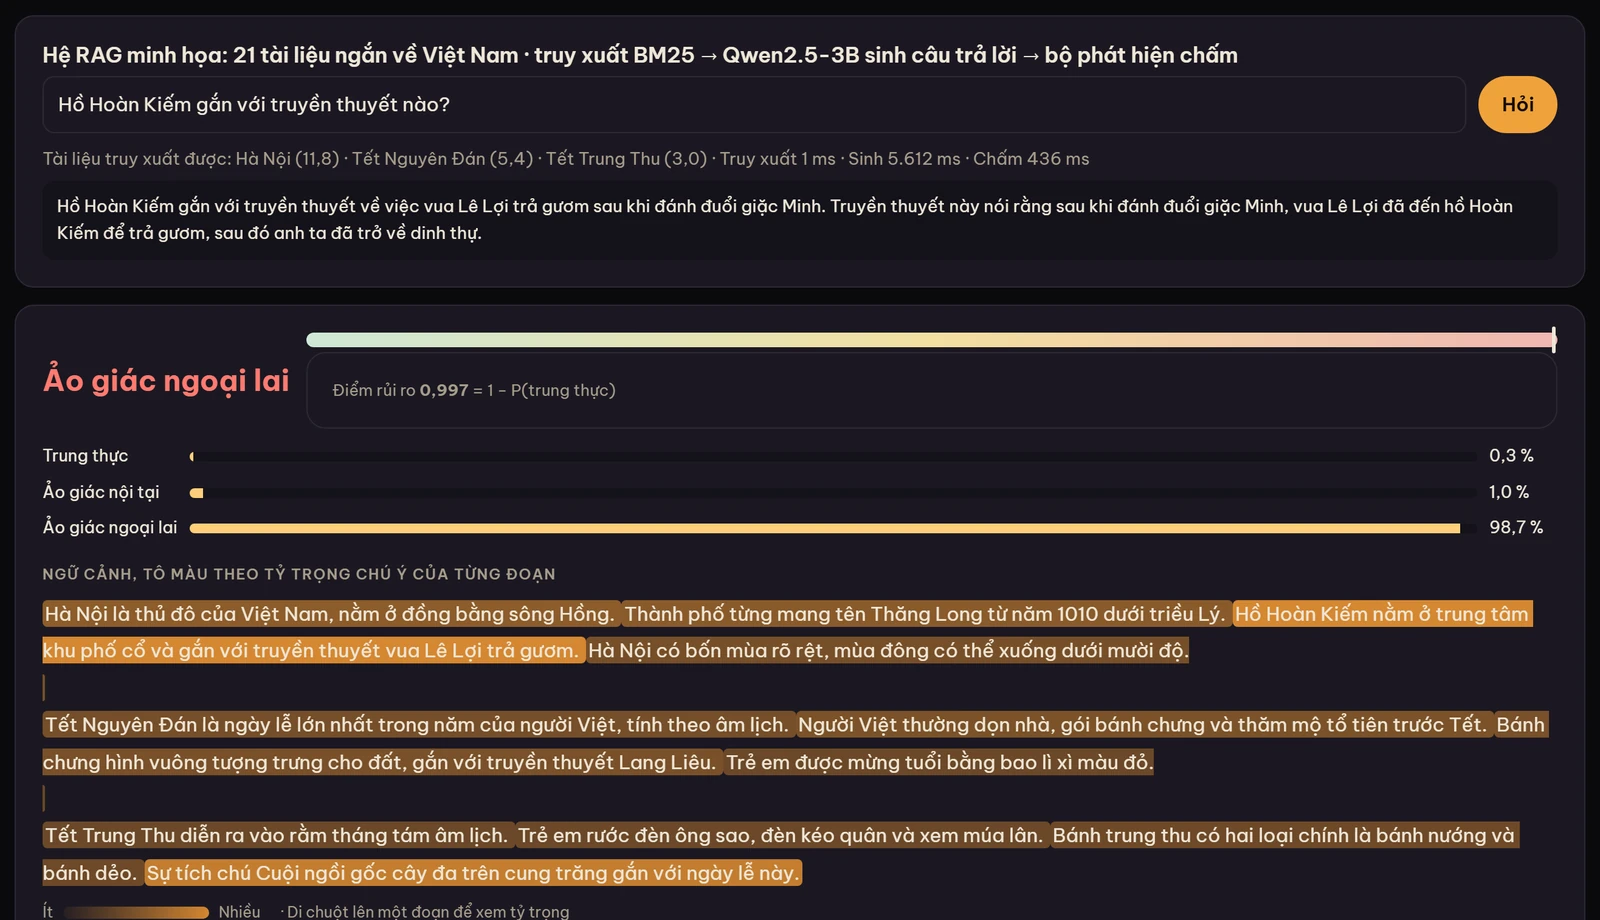 Hệ RAG minh họa: 21 tài liệu ngắn về Việt Nam · truy xuất BM25 → Qwen2.5-3B sinh câu trả lời → bộ phát hiện chấm
Hồ Hoàn Kiếm gắn với truyền thuyết nào?
Hỏi
Tài liệu truy xuất được: Hà Nội (11,8) · Tết Nguyên Đán (5,4) · Tết Trung Thu (3,0) · Truy xuất 1 ms · Sinh 5.612 ms · Chấm 436 ms
Hồ Hoàn Kiếm gắn với truyền thuyết về việc vua Lê Lợi trả gươm sau khi đánh đuổi giặc Minh. Truyền thuyết này nói rằng sau khi đánh đuổi giặc Minh, vua Lê Lợi đã đến hồ Hoàn
Kiếm để trả gươm, sau đó anh ta đã trở về dinh thự.
Ảo giác ngoại lai
Điểm rủi ro 0,997 = 1 − P(trung thực)
Trung thực 0,3 %
Ảo giác nội tại 1,0 %
Ảo giác ngoại lai 98,7 %
NGỮ CẢNH, TÔ MÀU THEO TỶ TRỌNG CHÚ Ý CỦA TỪNG ĐOẠN
Hà Nội là thủ đô của Việt Nam, nằm ở đồng bằng sông Hồng. Thành phố từng mang tên Thăng Long từ năm 1010 dưới triều Lý. Hồ Hoàn Kiếm nằm ở trung tâm
khu phố cổ và gắn với truyền thuyết vua Lê Lợi trả gươm. Hà Nội có bốn mùa rõ rệt, mùa đông có thể xuống dưới mười độ.
Tết Nguyên Đán là ngày lễ lớn nhất trong năm của người Việt, tính theo âm lịch. Người Việt thường dọn nhà, gói bánh chưng và thăm mộ tổ tiên trước Tết. Bánh
chưng hình vuông tượng trưng cho đất, gắn với truyền thuyết Lang Liêu. Trẻ em được mừng tuổi bằng bao lì xì màu đỏ.
Tết Trung Thu diễn ra vào rằm tháng tám âm lịch. Trẻ em rước đèn ông sao, đèn kéo quân và xem múa lân. Bánh trung thu có hai loại chính là bánh nướng và
bánh dẻo. Sự tích chú Cuội ngồi gốc cây đa trên cung trăng gắn với ngày lễ này.
Ít Nhiều · Di chuột lên một đoạn để xem tỷ trọng